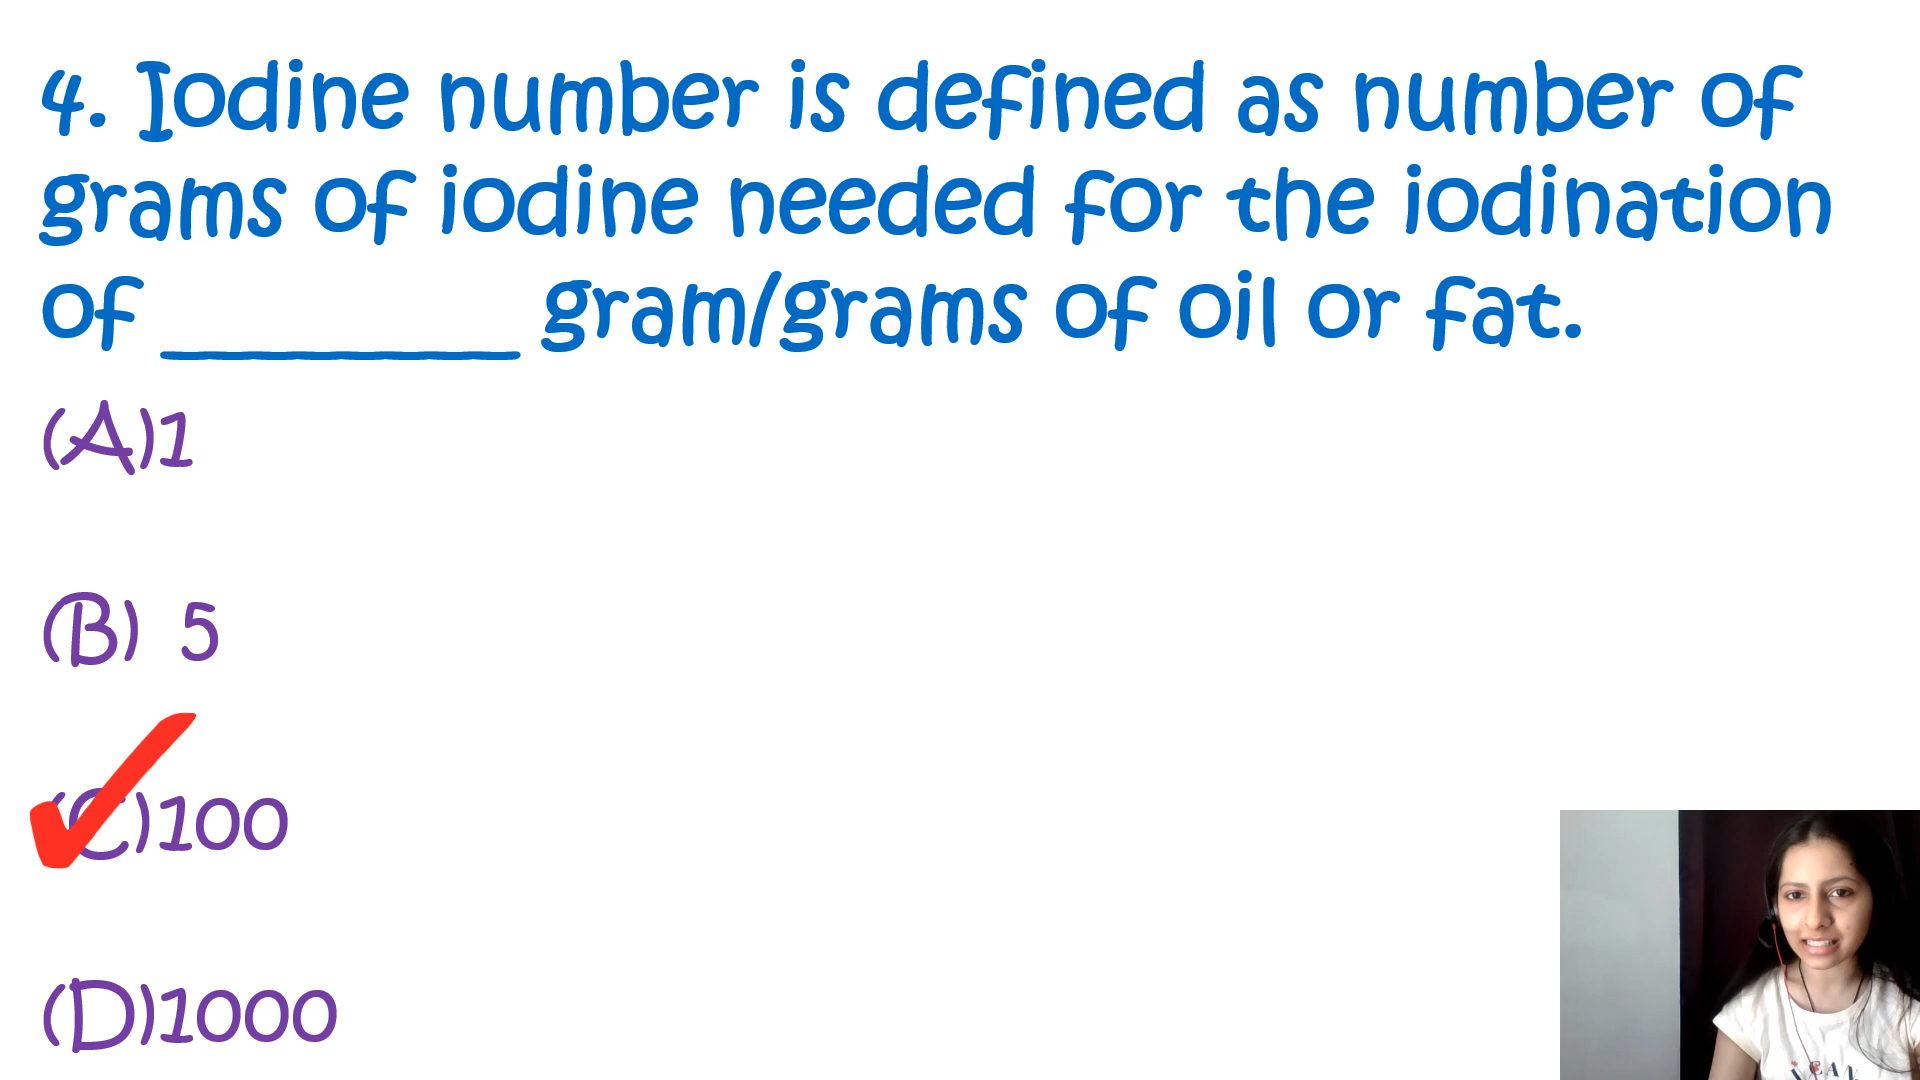 4. Iodine number is defined as number of
grams of iodine needed for the iodination
of ________ gram/grams of oil or fat.
(A)1
(B) 5
(C)100
(D)1000